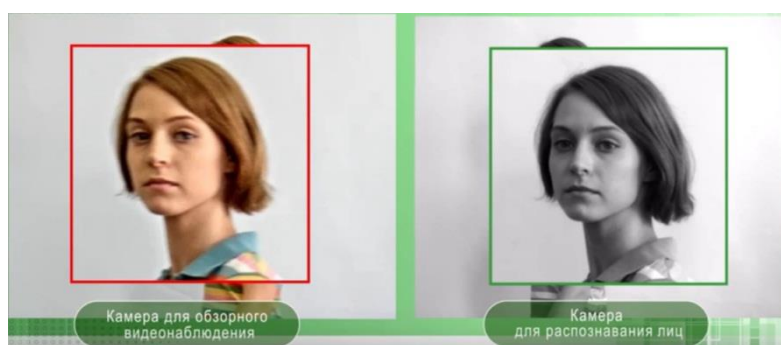 Камера для обзорного
видеонаблюдения
Камера
для распознавания лиц